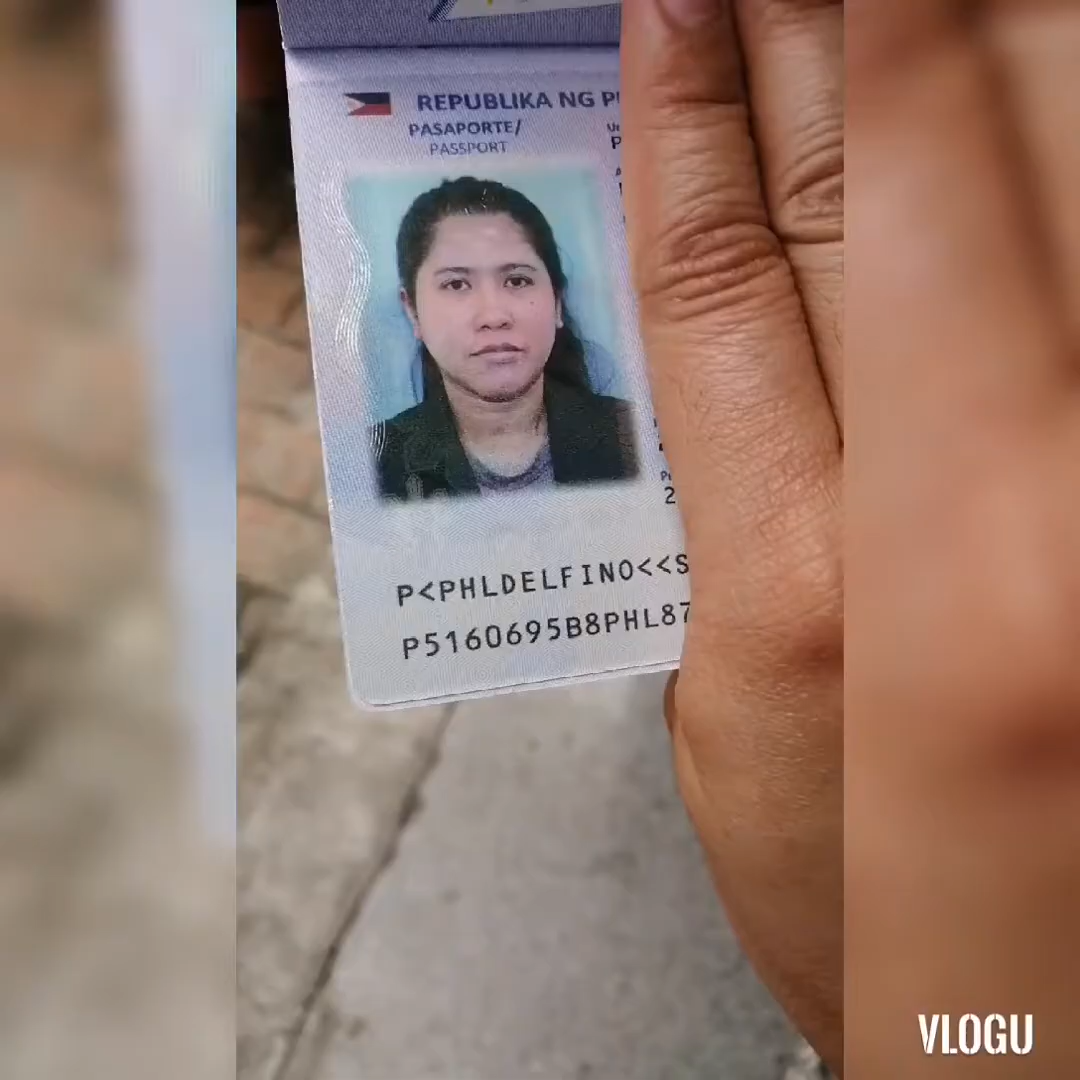 REPUBLIKA NG P
PASAPORTE/
PASSPORT
P<PHLDELFINO<<S
P5160695B8PHL87
VLOGU